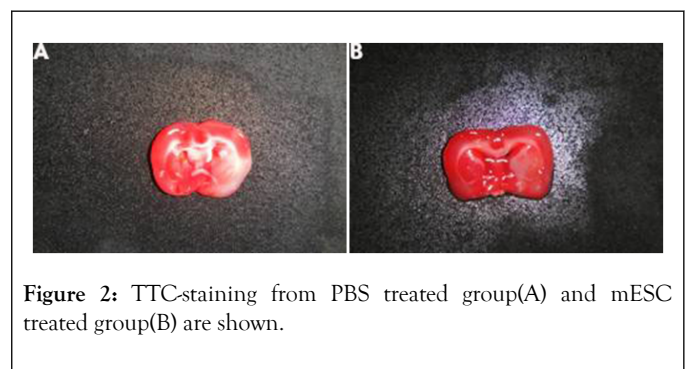 A
B
Figure 2: TTC-staining from PBS treated group(A) and mESC
treated group(B) are shown.